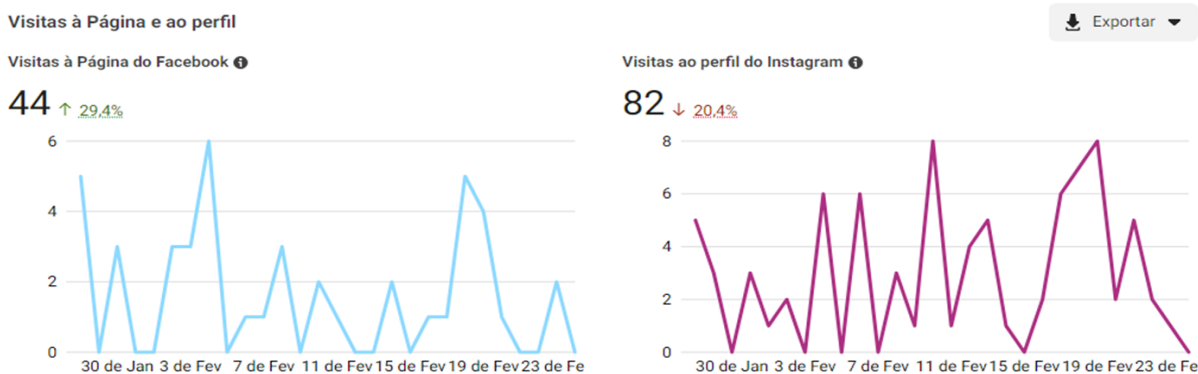 Visitas à Página e ao perfil
Exportar
Visitas à Página do Facebook
44 ↑ 29,4%
6
4
2
0
30 de Jan 3 de Fev 7 de Fev 11 de Fev 15 de Fev 19 de Fev 23 de Fe
Visitas ao perfil do Instagram
82 ↓ 20,4%
8
6
4
2
0
30 de Jan 3 de Fev 7 de Fev 11 de Fev 15 de Fev 19 de Fev 23 de Fe